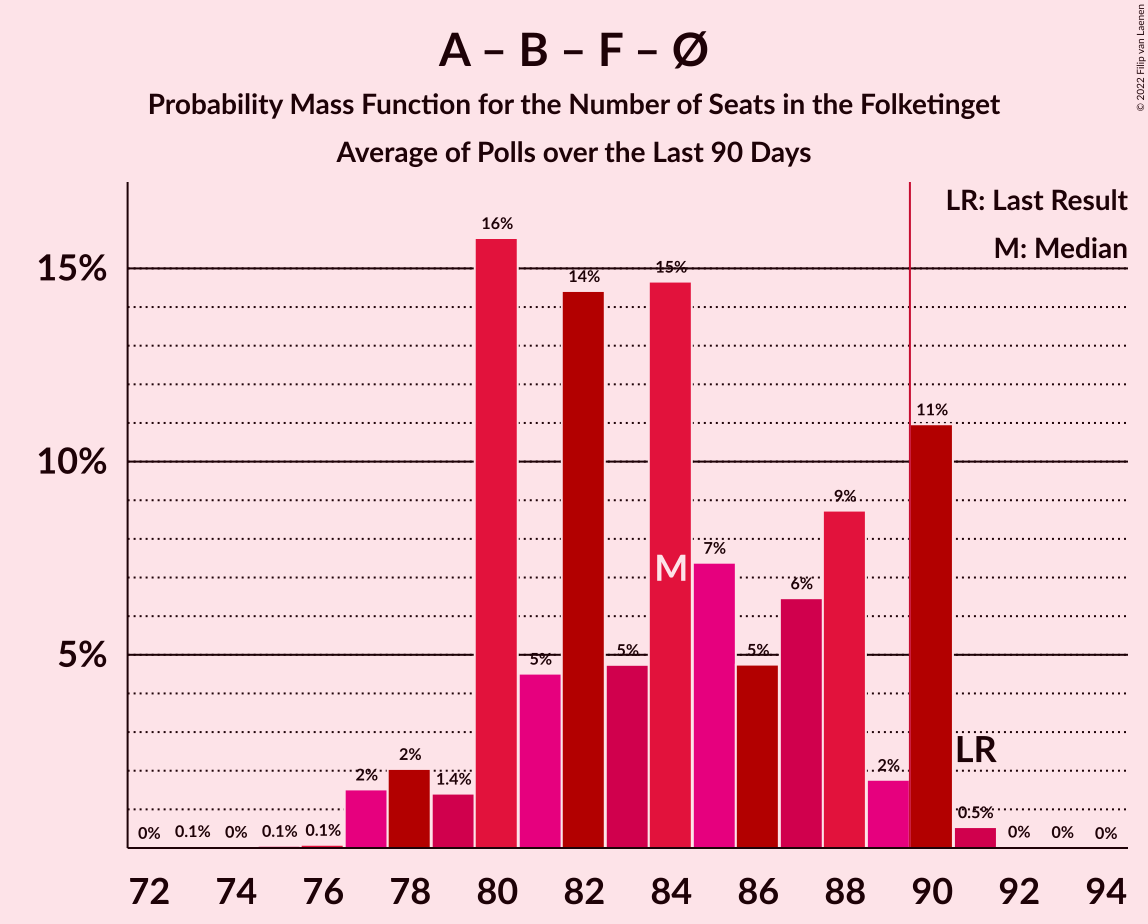 A – B – F – Ø
Probability Mass Function for the Number of Seats in the Folketinget
Average of Polls over the Last 90 Days
© 2022 Filip van Laenen
LR: Last Result
M: Median
15%
10%
5%
0% 0.1% 0% 0.1% 0.1% 2% 2% 1.4% 16% 5% 14% 5% 15% 7% 5% 6% 9% 2% 11% 0.5% 0% 0% 0%
M
LR
72 74 76 78 80 82 84 86 88 90 92 94